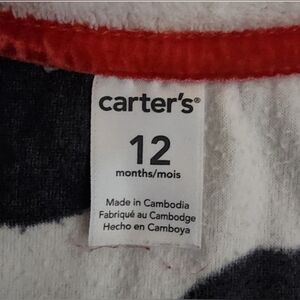 carter's®
12
months/mois
Made in Cambodia
Fabriqué au Cambodge
Hecho en Camboya